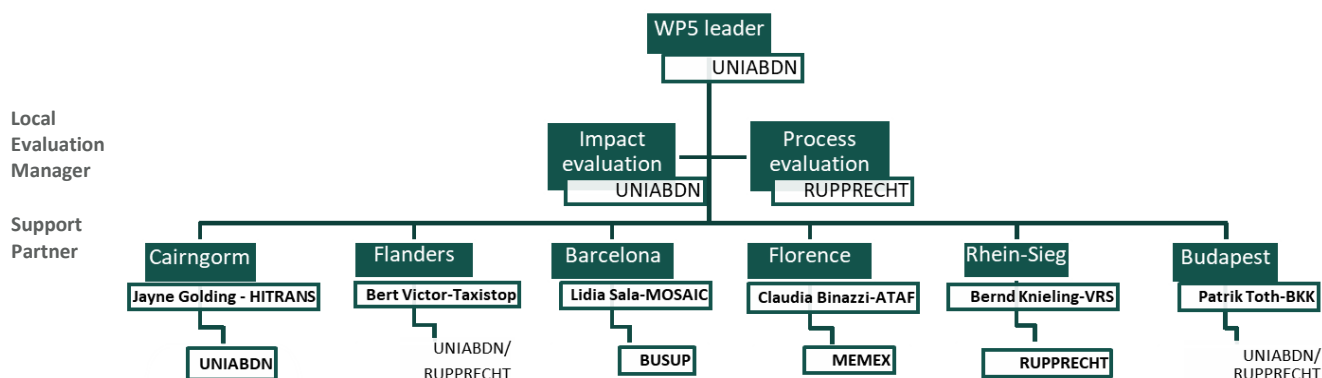 WP5 leader
UNIABDN
Local
Evaluation
Manager
Impact
evaluation
UNIABDN
Process
evaluation
RUPPRECHT
Support
Partner
Cairngorm
Flanders
Barcelona
Florence
Rhein-Sieg
Budapest
Jayne Golding - HITRANS
Bert Victor-Taxistop
Lidia Sala-MOSAIC
Claudia Binazzi-ATAF
Bernd Knieling-VRS
Patrik Toth-BKK
UNIABDN
UNIABDN/
RUPPRECHT
BUSUP
MEMEX
RUPPRECHT
UNIABDN/
RUPPRECHT